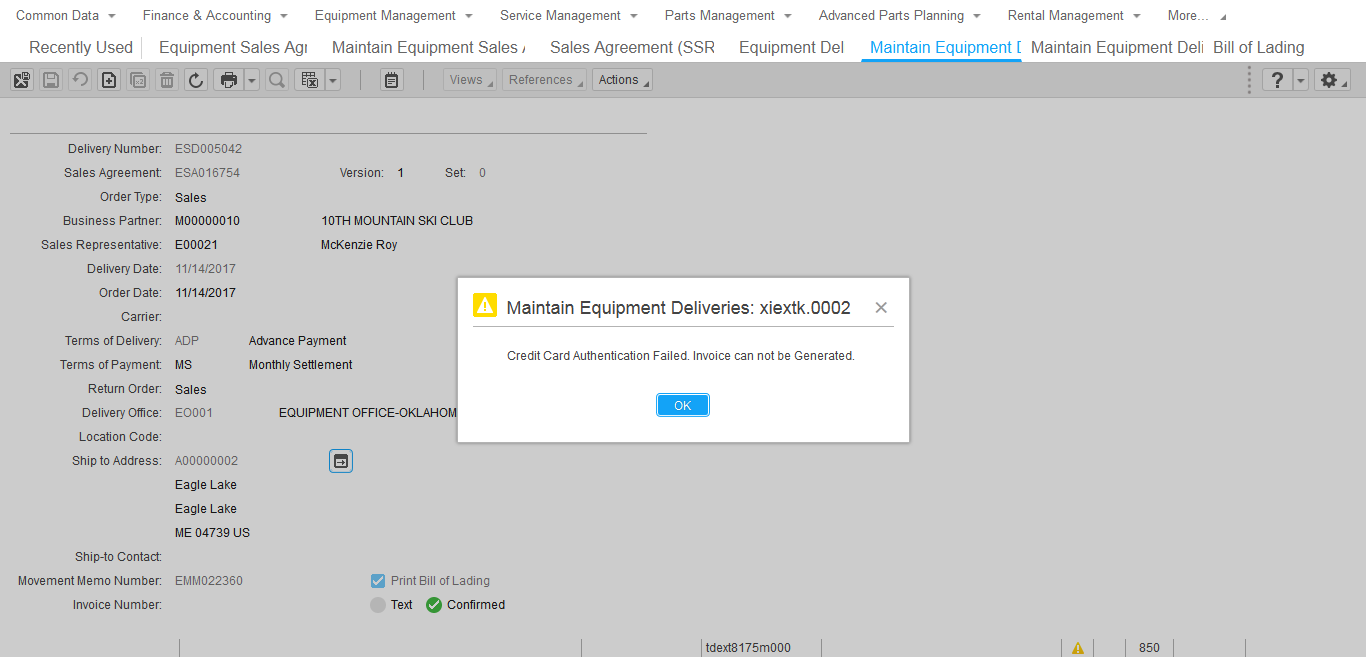 Common Data Finance & Accounting Equipment Management Service Management Parts Management Advanced Parts Planning Rental Management More...
Recently Used Equipment Sales Agr Maintain Equipment Sales Sales Agreement (SSR Equipment Del Maintain Equipment D Maintain Equipment Deli Bill of Lading
Views References Actions
Delivery Number: ESD005042
Sales Agreement: ESA016754 Version: 1 Set: 0
Order Type: Sales
Business Partner: M00000010 10TH MOUNTAIN SKI CLUB
Sales Representative: E00021 McKenzie Roy
Delivery Date: 11/14/2017
Order Date: 11/14/2017
Carrier:
Terms of Delivery: ADP Advance Payment
Terms of Payment: MS Monthly Settlement
Return Order: Sales
Delivery Office: EO001 EQUIPMENT OFFICE-OKLAHOM
Location Code:
Ship to Address: A00000002
Eagle Lake
Eagle Lake
ME 04739 US
Ship-to Contact:
Movement Memo Number: EMM022360 Print Bill of Lading
Invoice Number: Text Confirmed
Maintain Equipment Deliveries: xiextk.0002
Credit Card Authentication Failed. Invoice can not be Generated.
OK
tdext8175m000 850